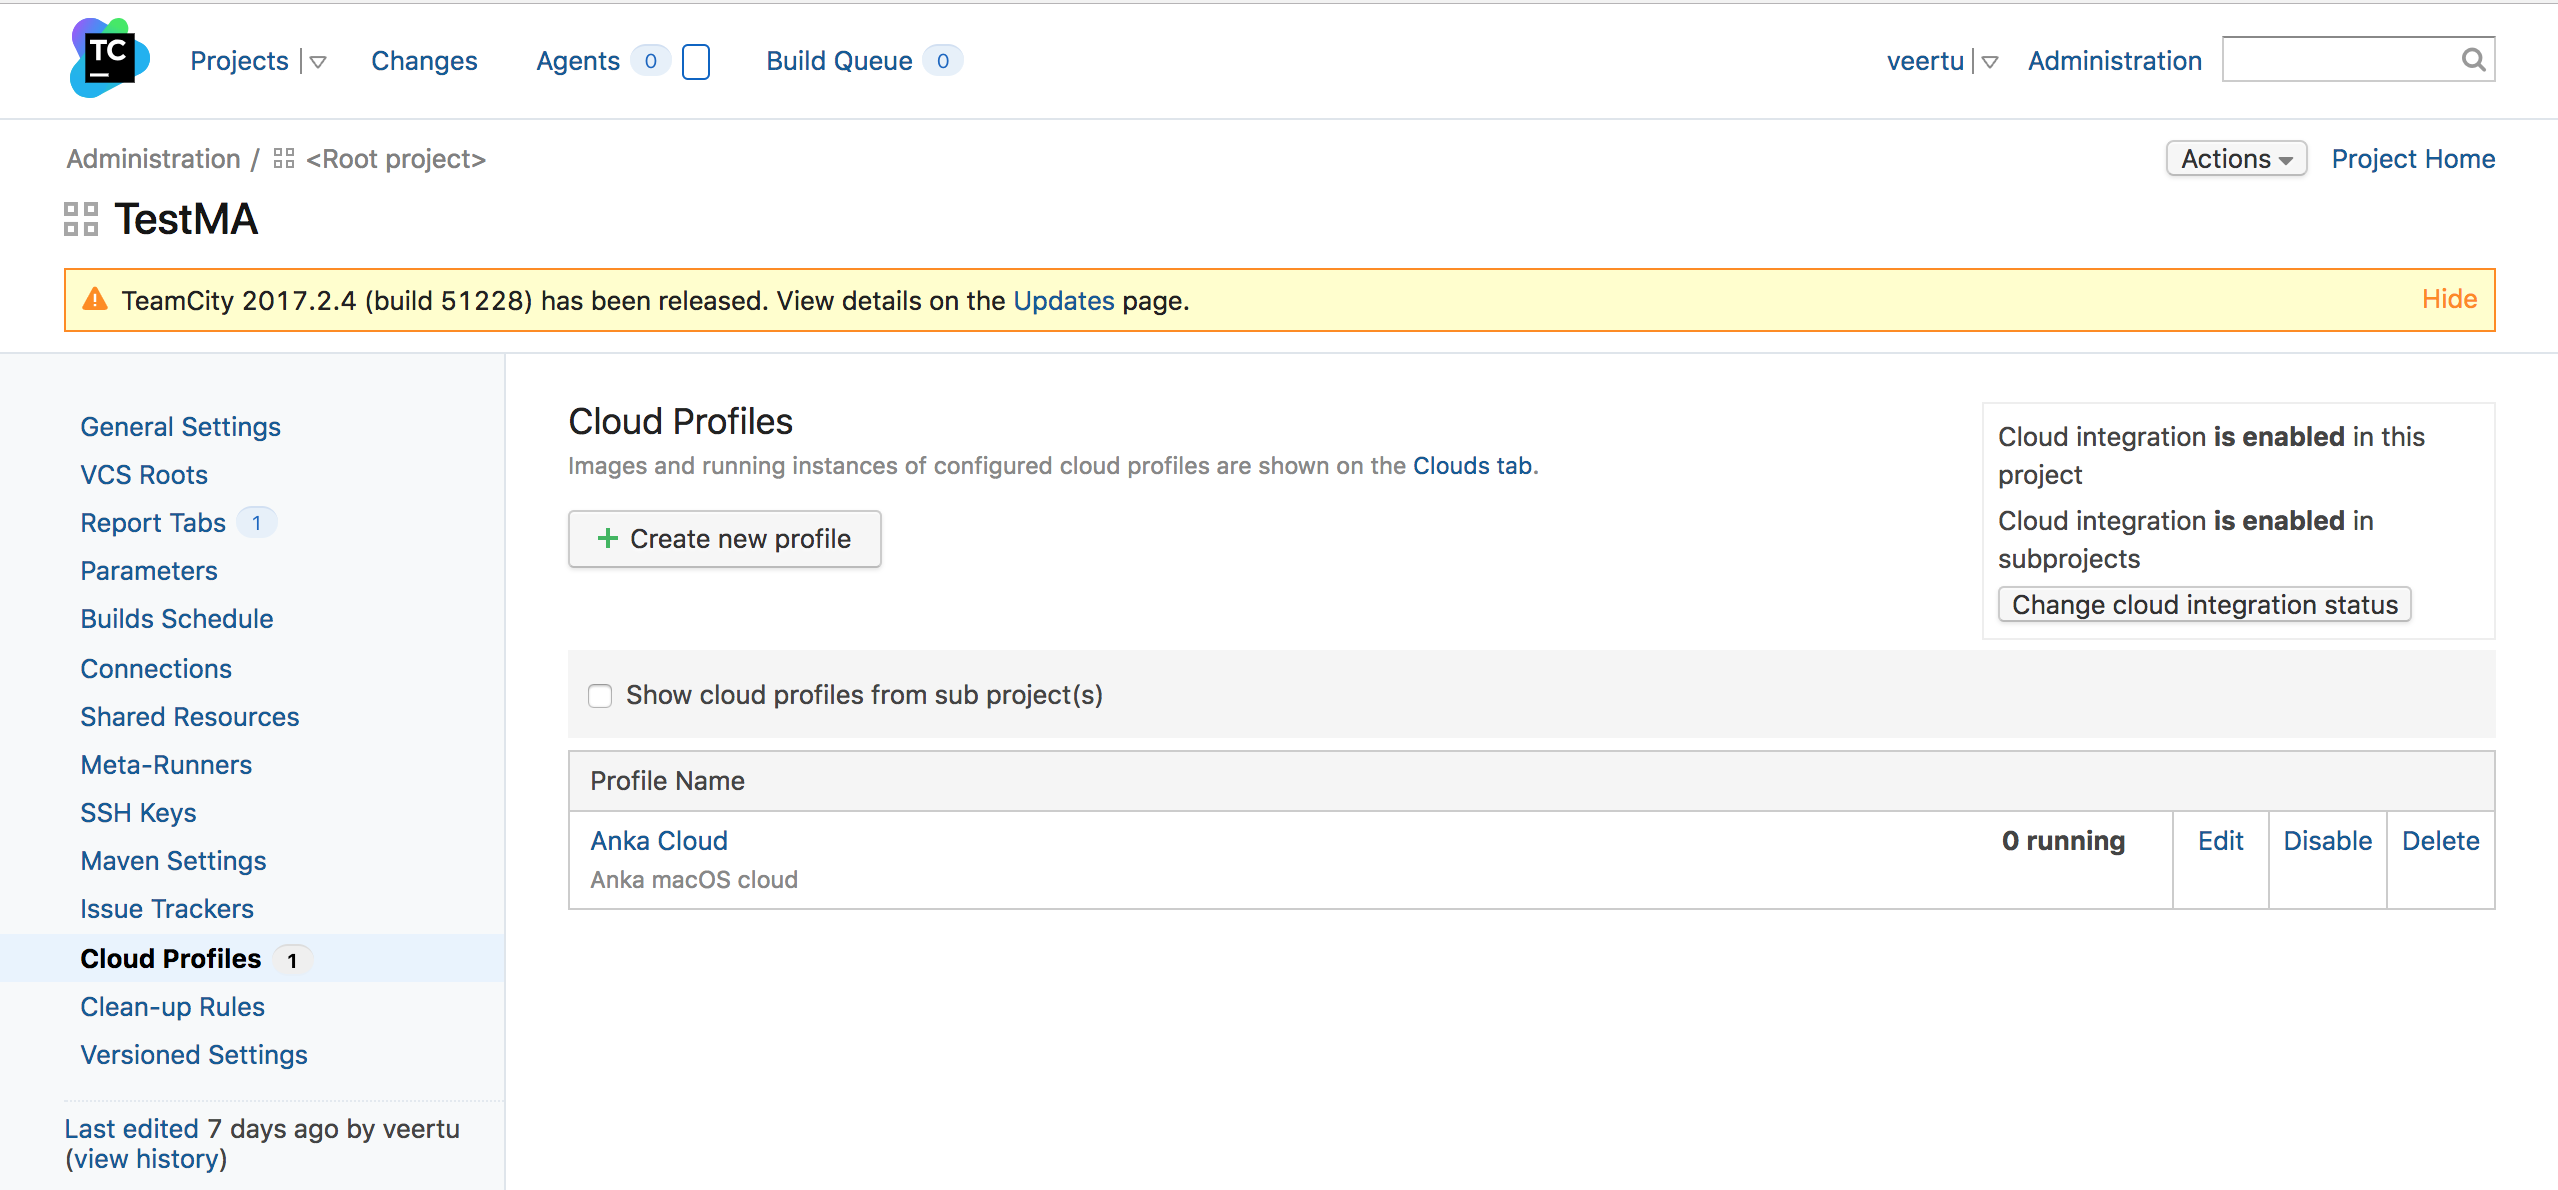 TC
Projects
Changes
Agents 0
Build Queue 0
veertu
Administration
Administration / <Root project>
Actions
Project Home
TestMA
TeamCity 2017.2.4 (build 51228) has been released. View details on the Updates page.
Hide
General Settings
VCS Roots
Report Tabs 1
Parameters
Builds Schedule
Connections
Shared Resources
Meta-Runners
SSH Keys
Maven Settings
Issue Trackers
Cloud Profiles 1
Clean-up Rules
Versioned Settings
Last edited 7 days ago by veertu
(view history)
Cloud Profiles
Images and running instances of configured cloud profiles are shown on the Clouds tab.
+ Create new profile
Cloud integration is enabled in this
project
Cloud integration is enabled in
subprojects
Change cloud integration status
Show cloud profiles from sub project(s)
Profile Name
Anka Cloud
Anka macOS cloud
0 running
Edit
Disable
Delete